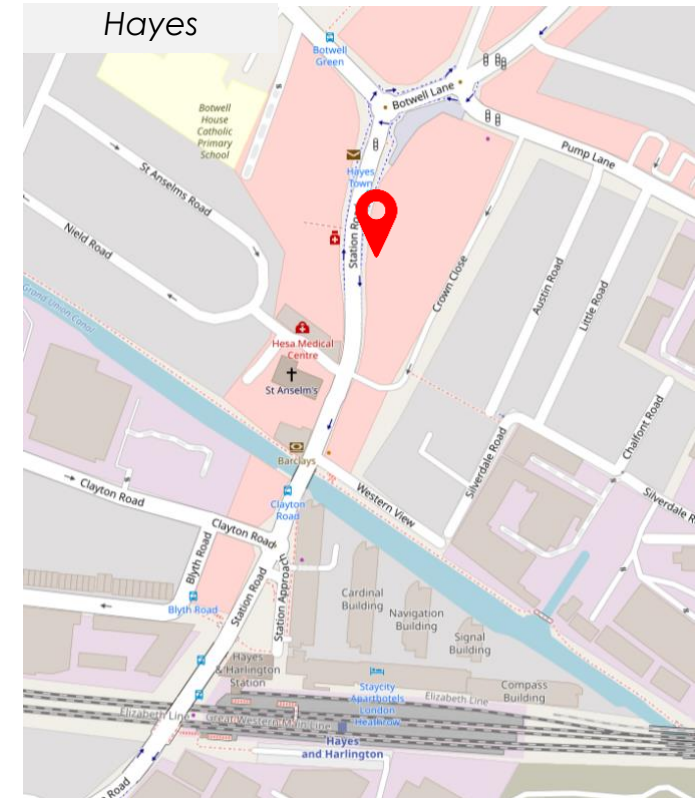 Hayes
Botwell
Green
Botwell Lane
Botwell
House
Catholic
Primary
School
Hayes
Town
Pump Lane
St Anselms Road
Station Ro
Nield Road
Crown Close
Austin Road
Little Road
Grand Union Canal
Hesa Medical
Centre
St Anselm's
Chalfont Road
Barclays
Silverdale Road
Silverdale R
Western View
Clayton Road
Clayton
Road
Clayton Road
Blyth Road
Station Road
Station Approach
Blyth Road
Cardinal
Building
Navigation
Building
Signal
Building
Hayes
& Harlington
Station
Staycity
Aparthotels
London
Heathrow
Compass
Building
Elizabeth Line
Elizabeth Line
Great Western Main Line
Hayes
and Harlington
Road